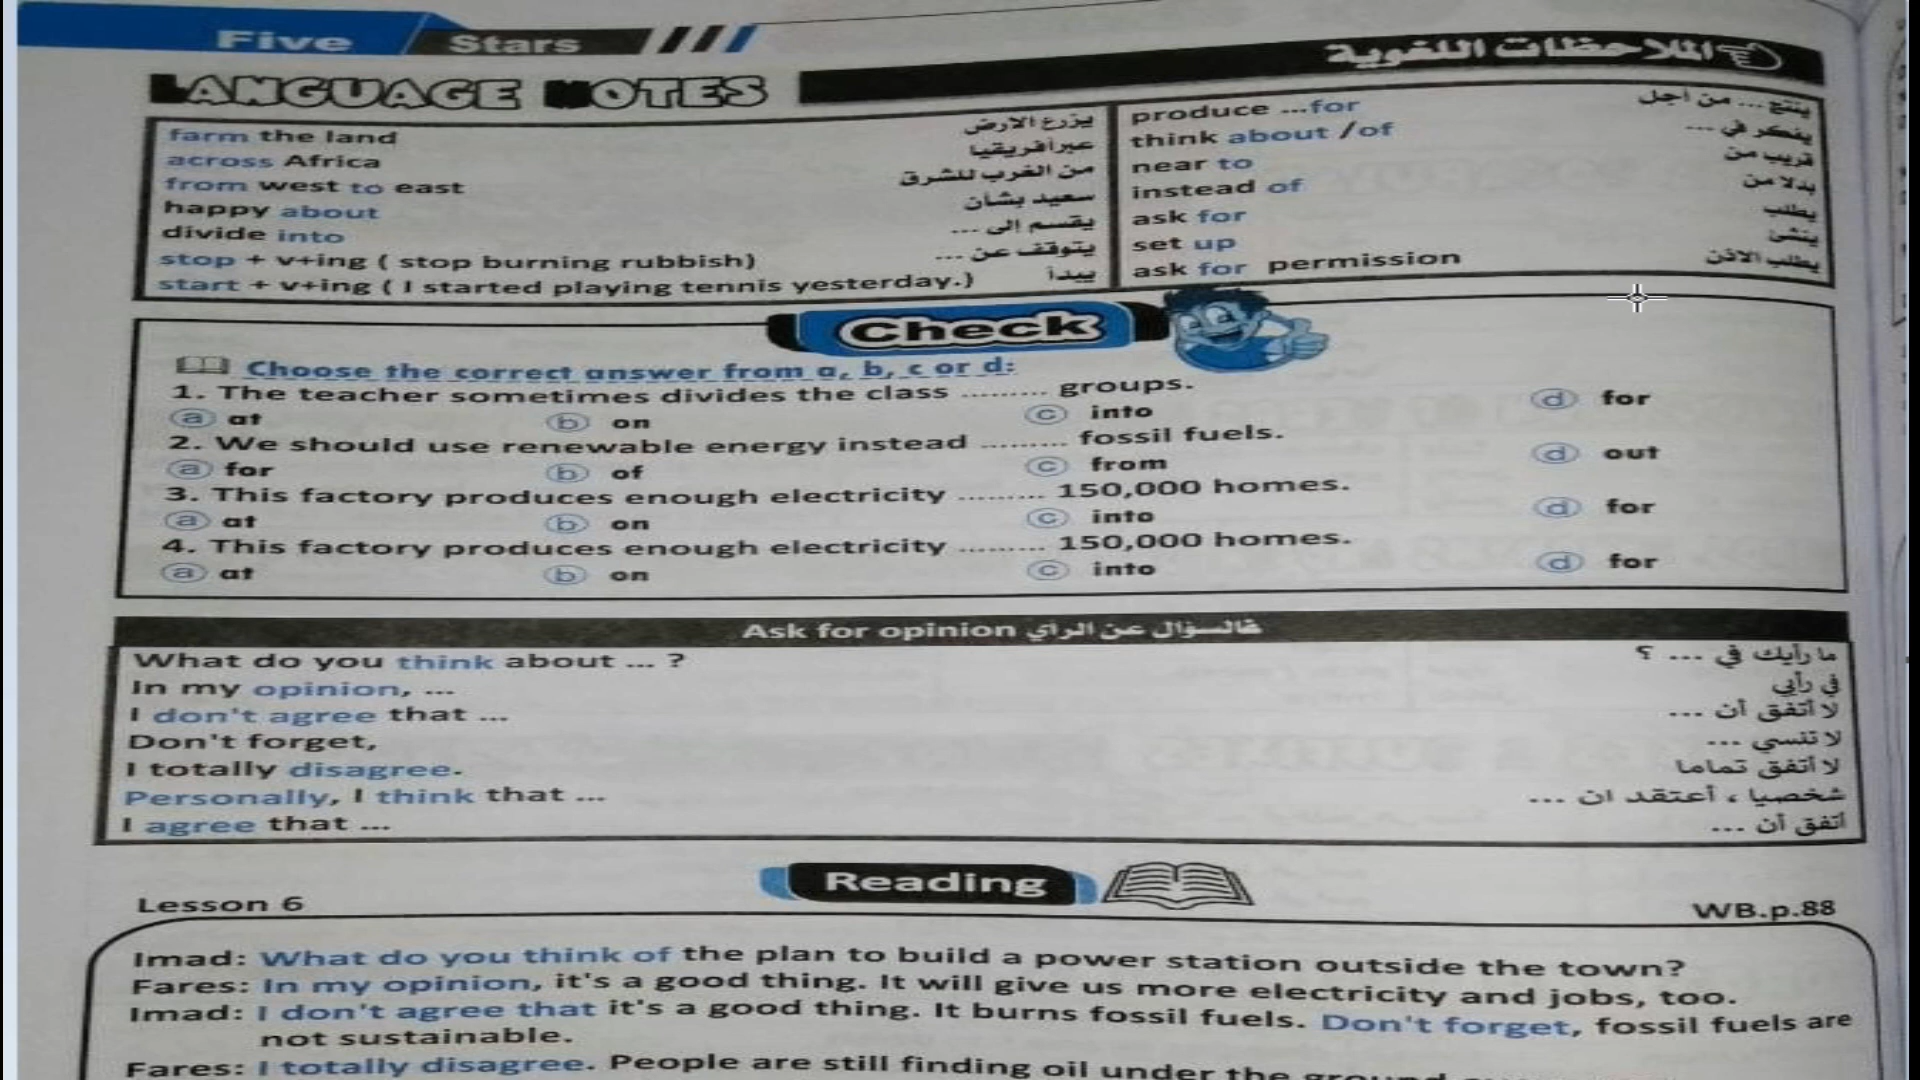 Five Stars
الملاحظات اللغوية
LANGUAGE NOTES
farm the land يزرع الارض
across Africa عبر أفريقيا
from west to east من الغرب للشرق
happy about سعيد بشأن
divide into يقسم إلى ...
stop + v+ing ( stop burning rubbish) يتوقف عن ...
start + v+ing ( I started playing tennis yesterday.) يبدأ
produce ...for ينتج ... من أجل
think about /of يفكر في ...
near to قريب من
instead of بدلا من
ask for يطلب
set up ينشئ
ask for permission يطلب الاذن
Check
Choose the correct answer from a, b, c or d:
1. The teacher sometimes divides the class ......... groups.
a at b on c into d for
2. We should use renewable energy instead ......... fossil fuels.
a for b of c from d out
3. This factory produces enough electricity ......... 150,000 homes.
a at b on c into d for
4. This factory produces enough electricity ......... 150,000 homes.
a at b on c into d for
Ask for opinion السؤال عن الرأي
What do you think about ... ? ما رأيك في ... ؟
In my opinion, ... في رأيي
I don't agree that ... لا أتفق أن ...
Don't forget, لا تنسي ...
I totally disagree. لا أتفق تماما
Personally, I think that ... شخصيا ، أعتقد ان ...
I agree that ... أتفق أن ...
Reading
Lesson 6 WB.p.88
Imad: What do you think of the plan to build a power station outside the town?
Fares: In my opinion, it's a good thing. It will give us more electricity and jobs, too.
Imad: I don't agree that it's a good thing. It burns fossil fuels. Don't forget, fossil fuels are
not sustainable.
Fares: I totally disagree. People are still finding oil under the ground